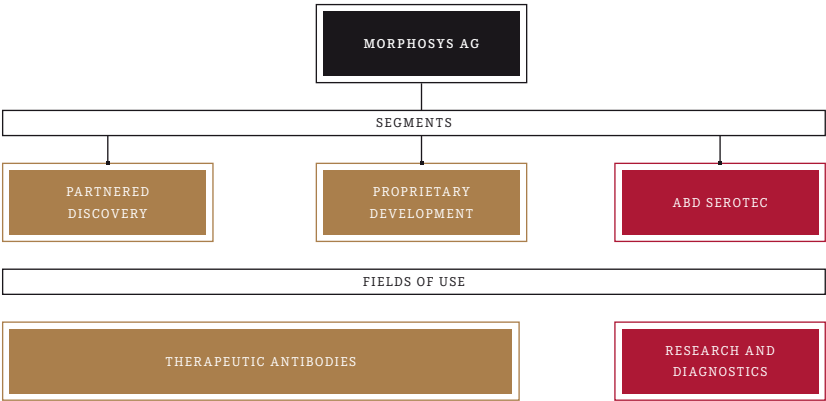 MORPHOSYS AG
SEGMENTS
PARTNERED
DISCOVERY
PROPRIETARY
DEVELOPMENT
ABD SEROTEC
FIELDS OF USE
THERAPEUTIC ANTIBODIES
RESEARCH AND
DIAGNOSTICS